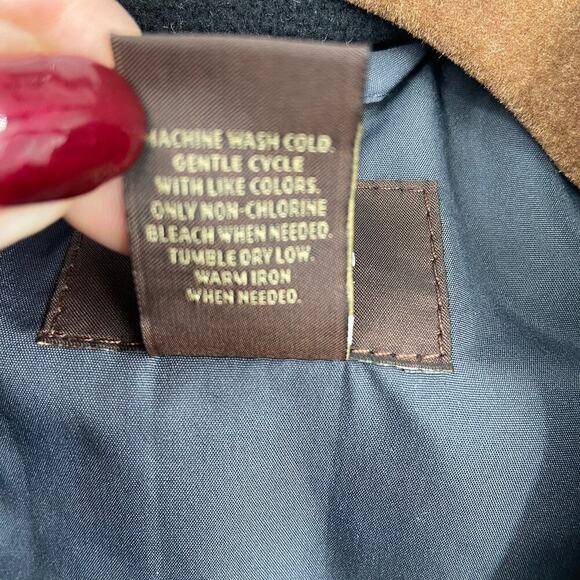 MACHINE WASH COLD.
GENTLE CYCLE
WITH LIKE COLORS.
ONLY NON-CHLORINE
BLEACH WHEN NEEDED.
TUMBLE DRY LOW.
WARM IRON
WHEN NEEDED.